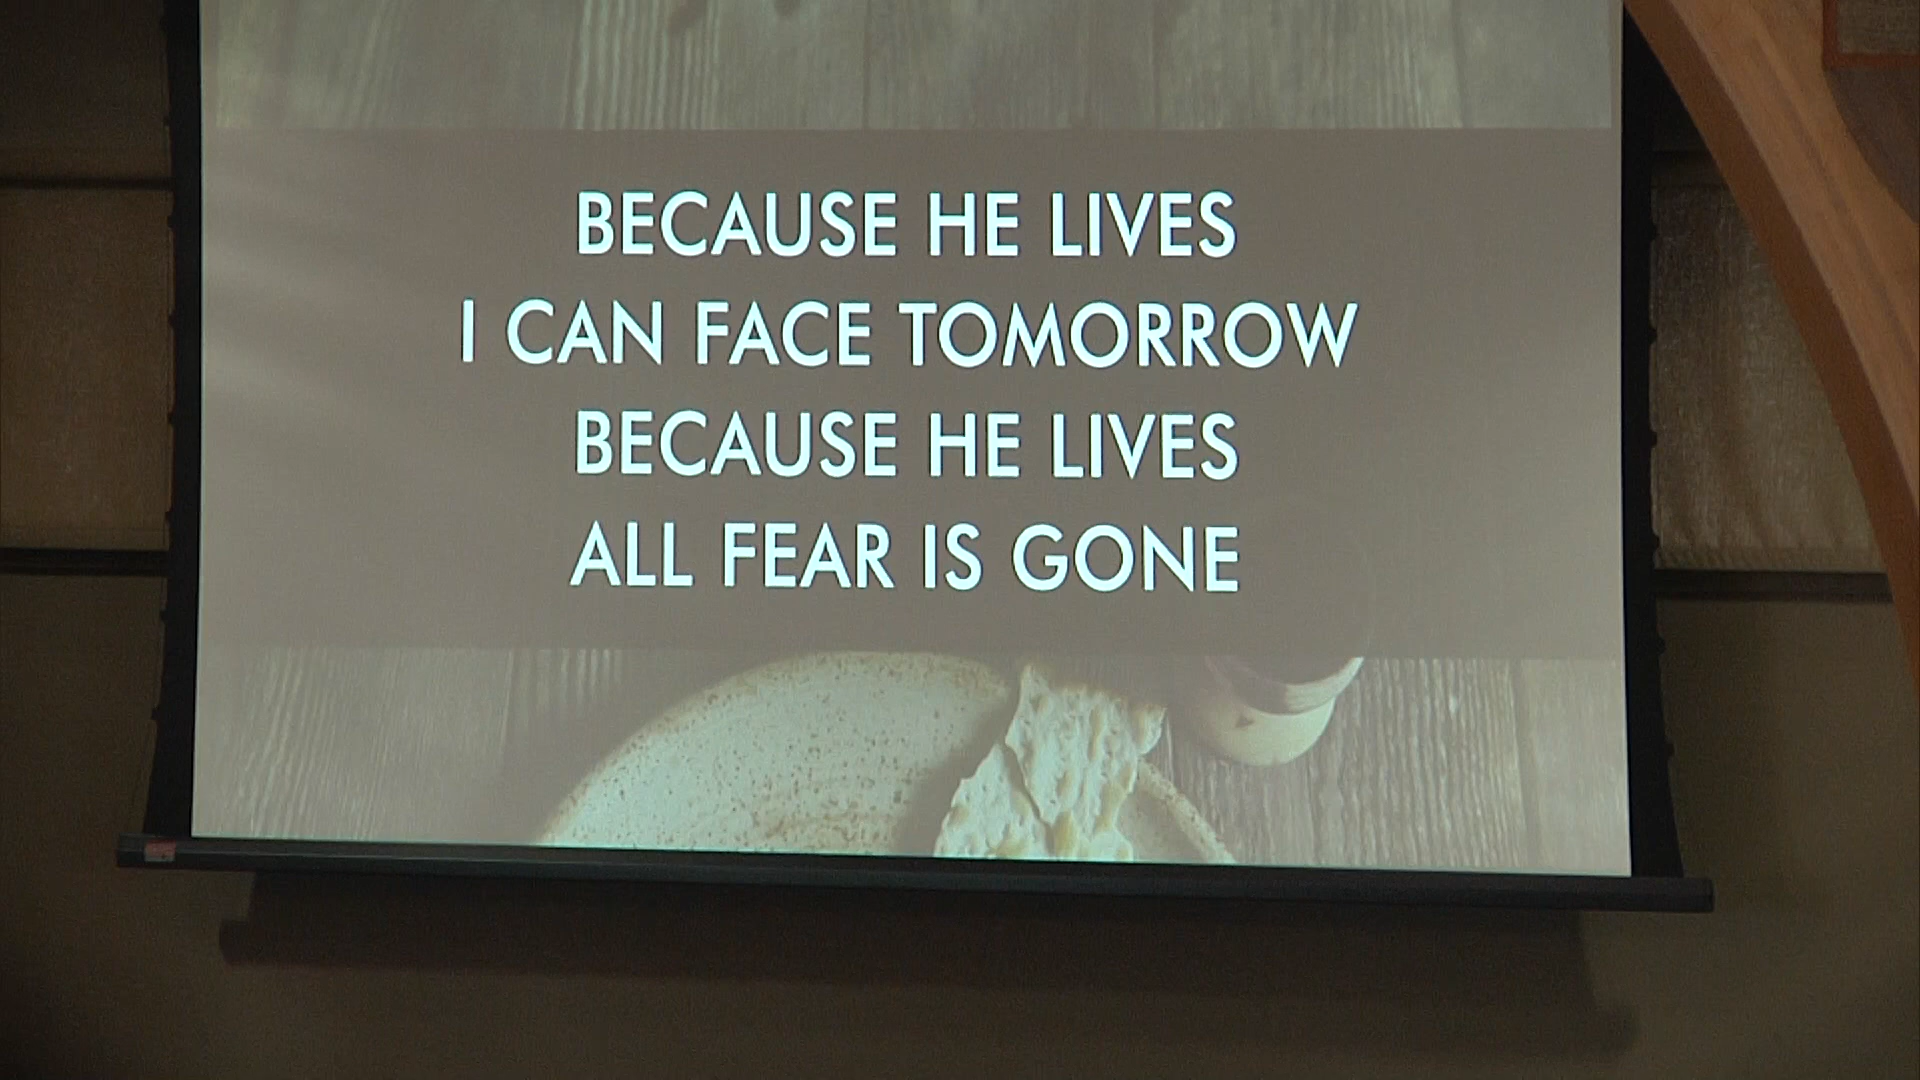 BECAUSE HE LIVES
I CAN FACE TOMORROW
BECAUSE HE LIVES
ALL FEAR IS GONE